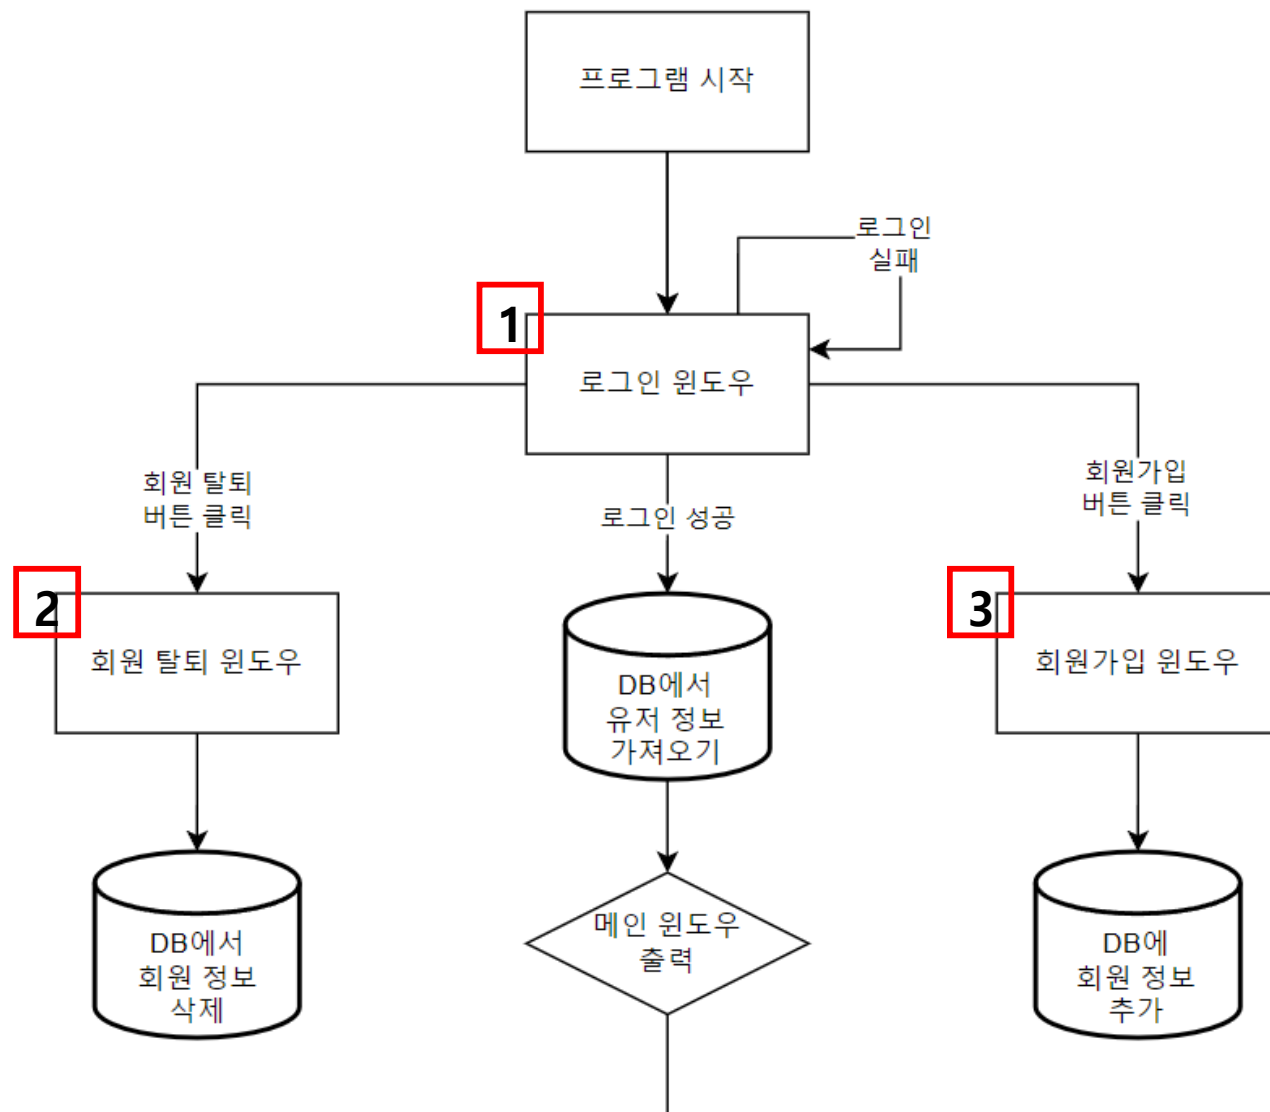 프로그램 시작
로그인
실패
1
로그인 윈도우
회원 탈퇴
버튼 클릭
로그인 성공
회원가입
버튼 클릭
2
회원 탈퇴 윈도우
DB에서
유저 정보
가져오기
3
회원가입 윈도우
DB에서
회원 정보
삭제
메인 윈도우
출력
DB에
회원 정보
추가